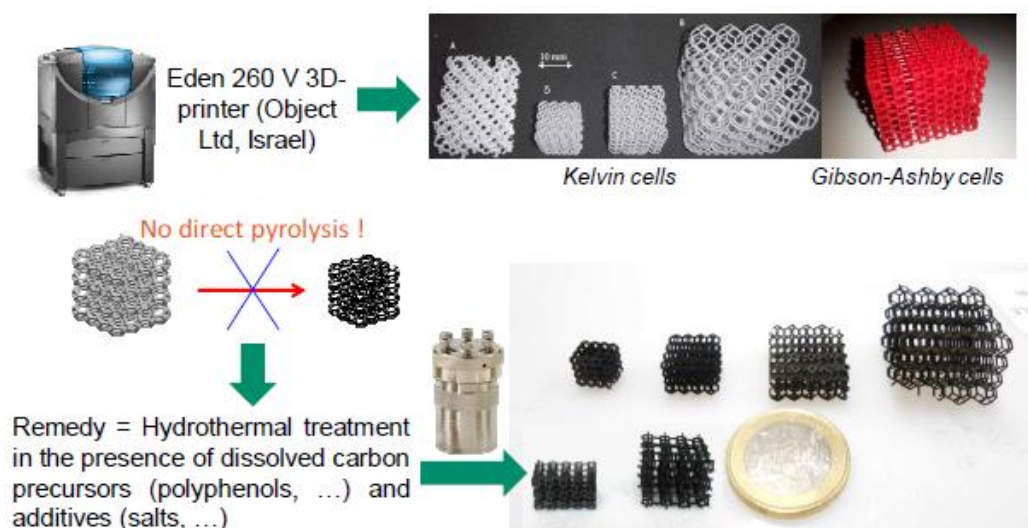 Eden 260 V 3D-
printer (Object
Ltd, Israel)
A
10 mm
B
C
D
Kelvin cells
Gibson-Ashby cells
No direct pyrolysis !
Remedy = Hydrothermal treatment
in the presence of dissolved carbon
precursors (polyphenols, …) and
additives (salts, …)